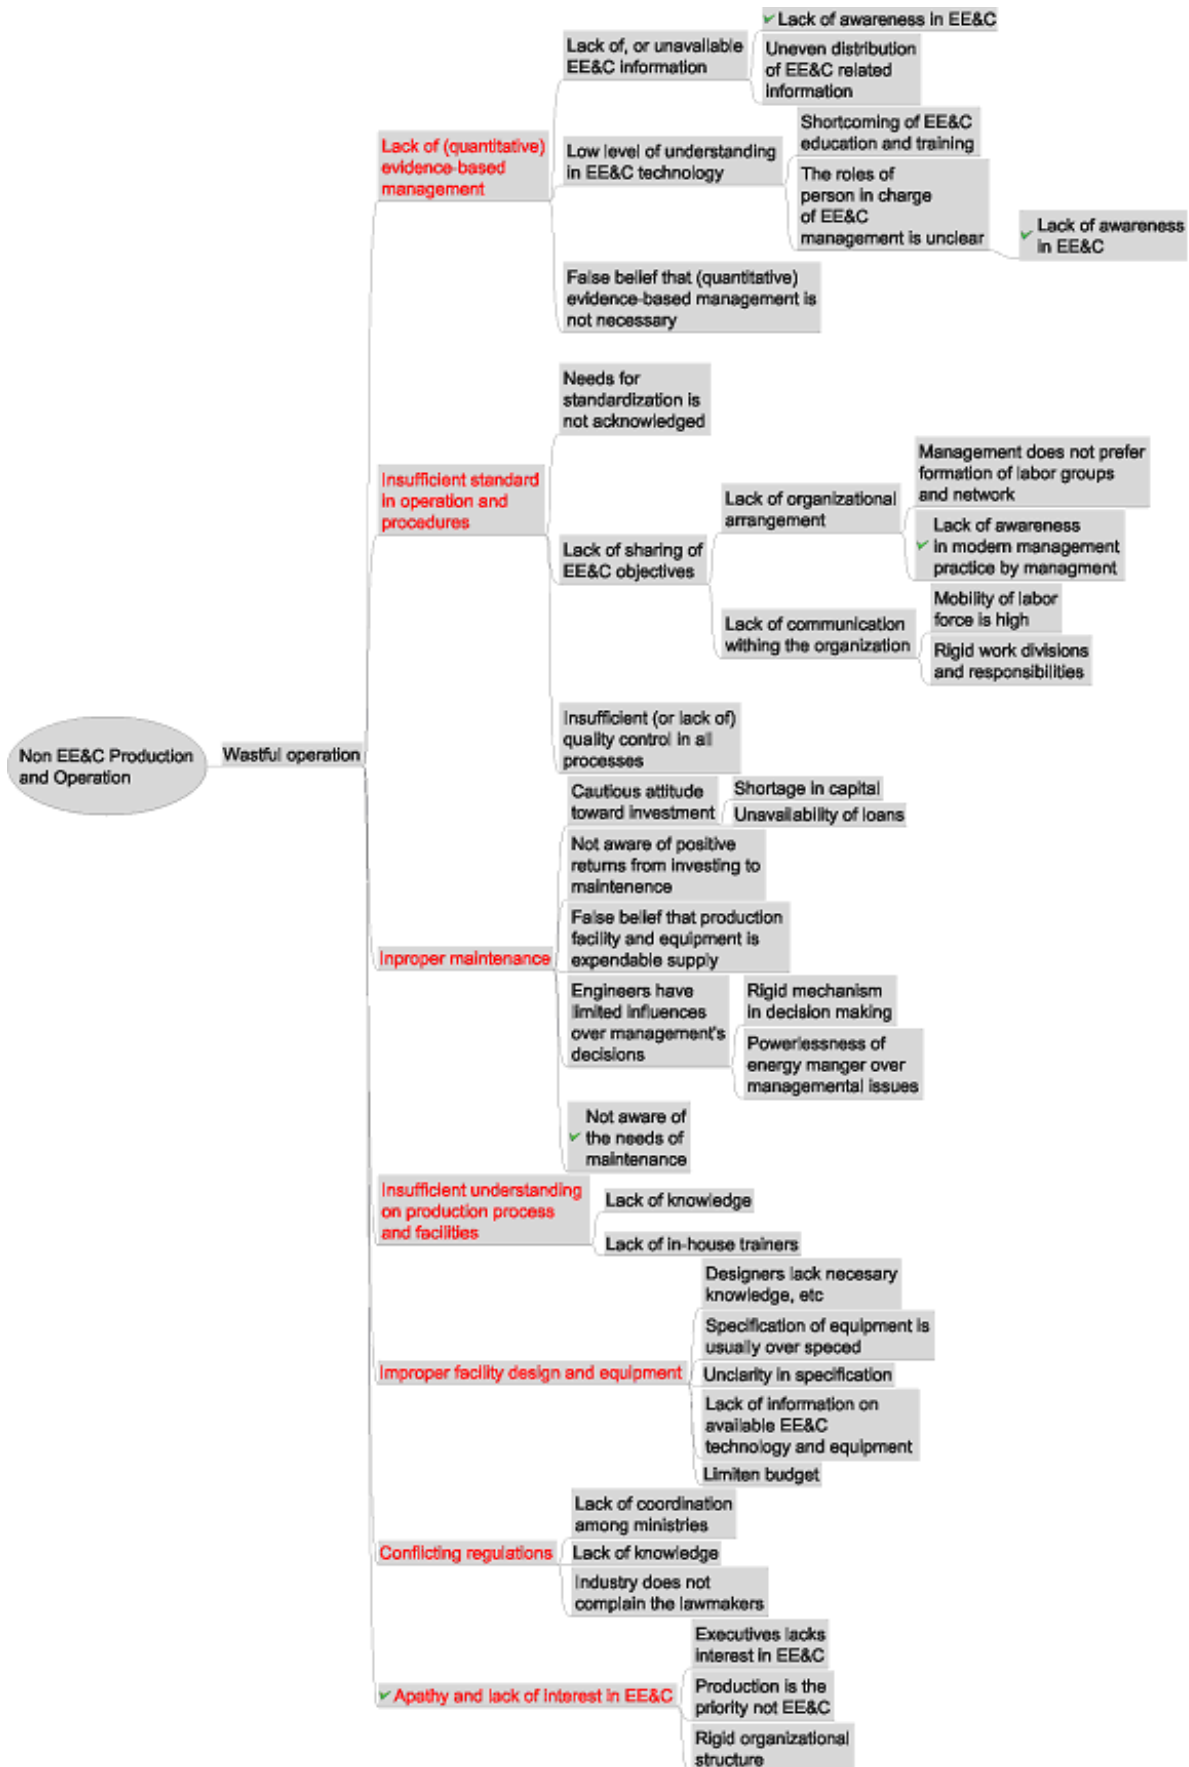 Non EE&C Production
and Operation
Wastful operation
Lack of (quantitative)
evidence-based
management
Lack of, or unavailable
EE&C information
Lack of awareness in EE&C
Uneven distribution
of EE&C related
information
Low level of understanding
in EE&C technology
Shortcoming of EE&C
education and training
The roles of
person in charge
of EE&C
management is unclear
Lack of awareness
in EE&C
False belief that (quantitative)
evidence-based management is
not necessary
Insufficient standard
in operation and
procedures
Needs for
standardization is
not acknowledged
Lack of sharing of
EE&C objectives
Lack of organizational
arrangement
Management does not prefer
formation of labor groups
and network
Lack of awareness
in modern management
practice by managment
Lack of communication
withing the organization
Mobility of labor
force is high
Rigid work divisions
and responsibilities
Insufficient (or lack of)
quality control in all
processes
Inproper maintenance
Cautious attitude
toward investment
Shortage in capital
Unavailability of loans
Not aware of positive
returns from investing to
maintenence
False belief that production
facility and equipment is
expendable supply
Engineers have
limited influences
over management's
decisions
Rigid mechanism
in decision making
Powerlessness of
energy manger over
managemental issues
Not aware of
the needs of
maintenance
Insufficient understanding
on production process
and facilities
Lack of knowledge
Lack of in-house trainers
Improper facility design and equipment
Designers lack necesary
knowledge, etc
Specification of equipment is
usually over speced
Unclarity in specification
Lack of information on
available EE&C
technology and equipment
Limiten budget
Conflicting regulations
Lack of coordination
among ministries
Lack of knowledge
Industry does not
complain the lawmakers
Apathy and lack of interest in EE&C
Executives lacks
interest in EE&C
Production is the
priority not EE&C
Rigid organizational
structure